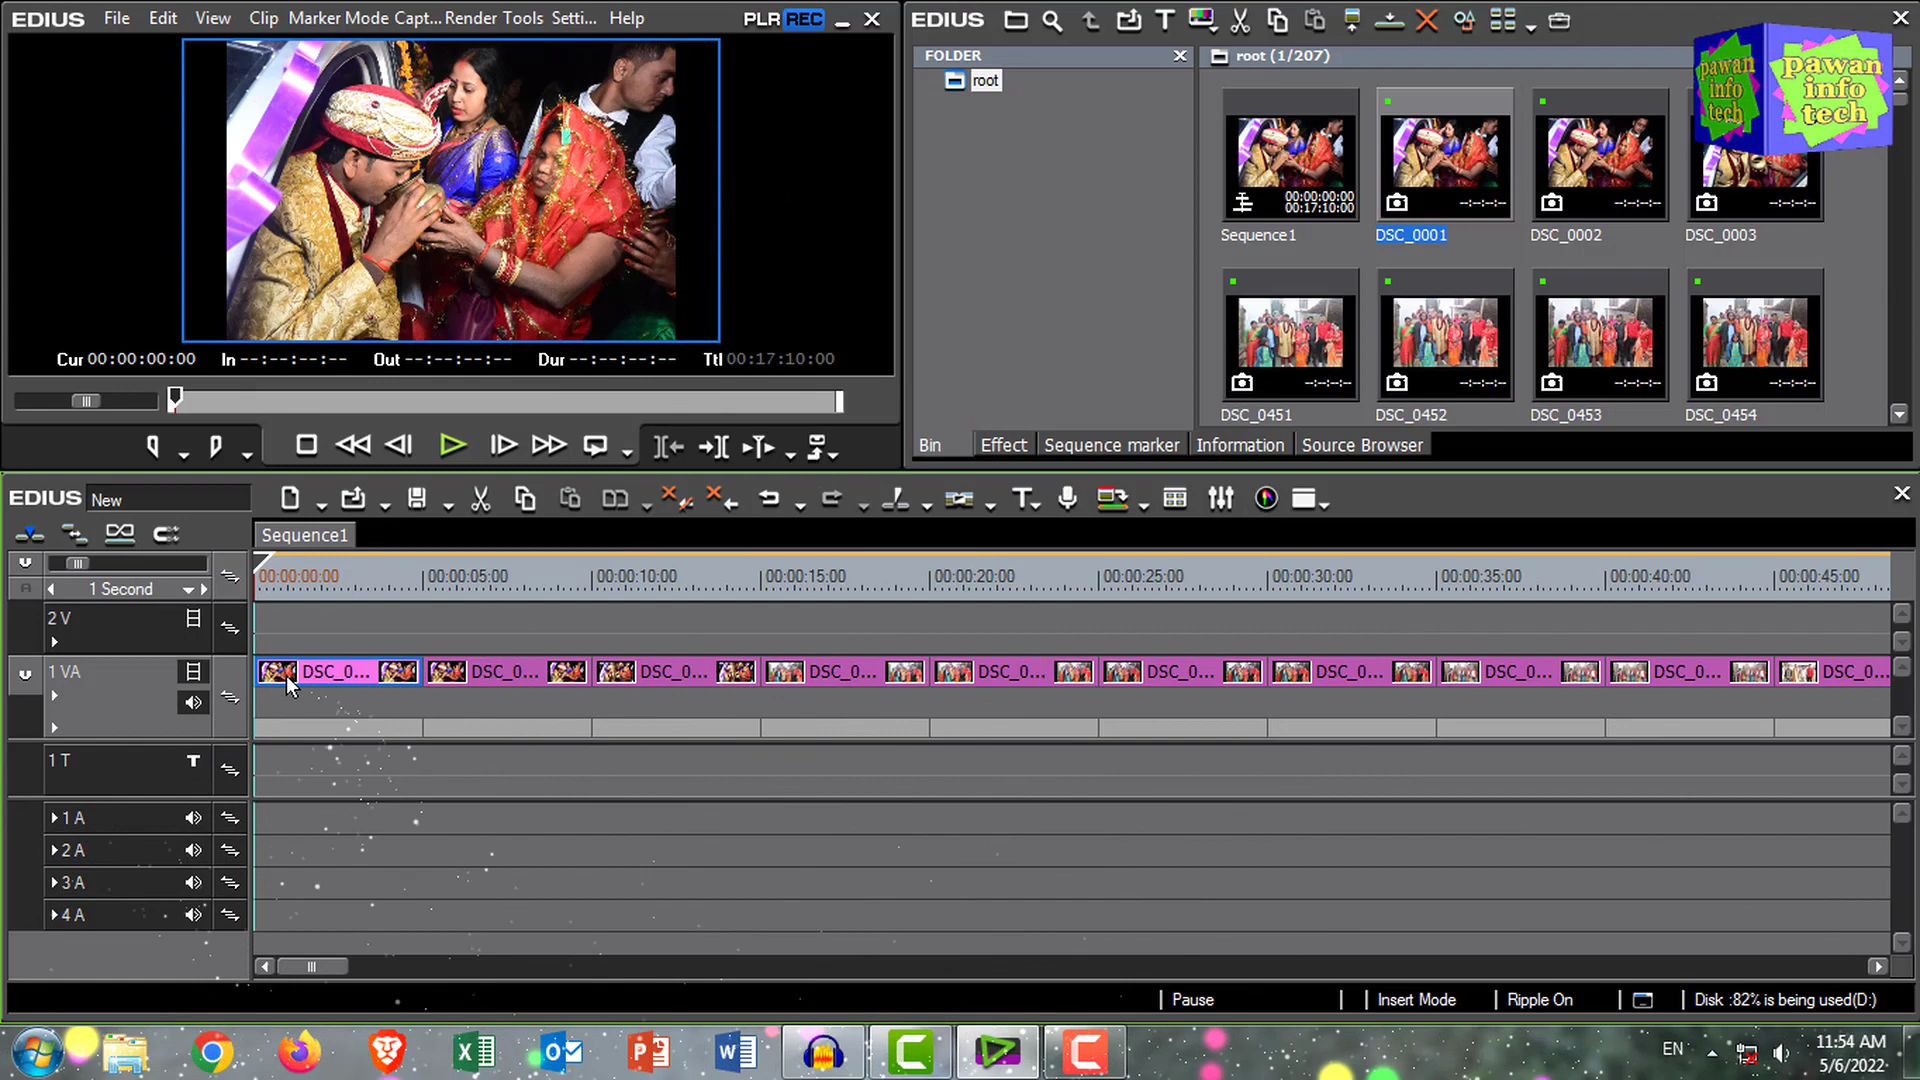 EDIUS File Edit View Clip Marker Mode Capt... Render Tools Setti... Help PLR REC
Cur 00:00:00:00 In --:--:--:-- Out --:--:--:-- Dur --:--:--:-- Ttl 00:17:10:00
EDIUS
FOLDER
root
root (1/207)
pawan
info
tech
pawan
info
tech
00:00:00:00
00:17:10:00
--:--:--:--
--:--:--:--
Sequence1 DSC_0001 DSC_0002 DSC_0003
--:--:--:-- --:--:--:-- --:--:--:-- --:--:--:--
DSC_0451 DSC_0452 DSC_0453 DSC_0454
Bin Effect Sequence marker Information Source Browser
EDIUS New
Sequence1
00:00:00:00 00:00:05:00 00:00:10:00 00:00:15:00 00:00:20:00 00:00:25:00 00:00:30:00 00:00:35:00 00:00:40:00 00:00:45:00
1 Second
2 V
1 VA DSC_0... DSC_0... DSC_0... DSC_0... DSC_0... DSC_0... DSC_0... DSC_0... DSC_0... DSC_0...
1 T T
1 A
2 A
3 A
4 A
Pause Insert Mode Ripple On Disk :82% is being used(D:)
EN
11:54 AM
5/6/2022